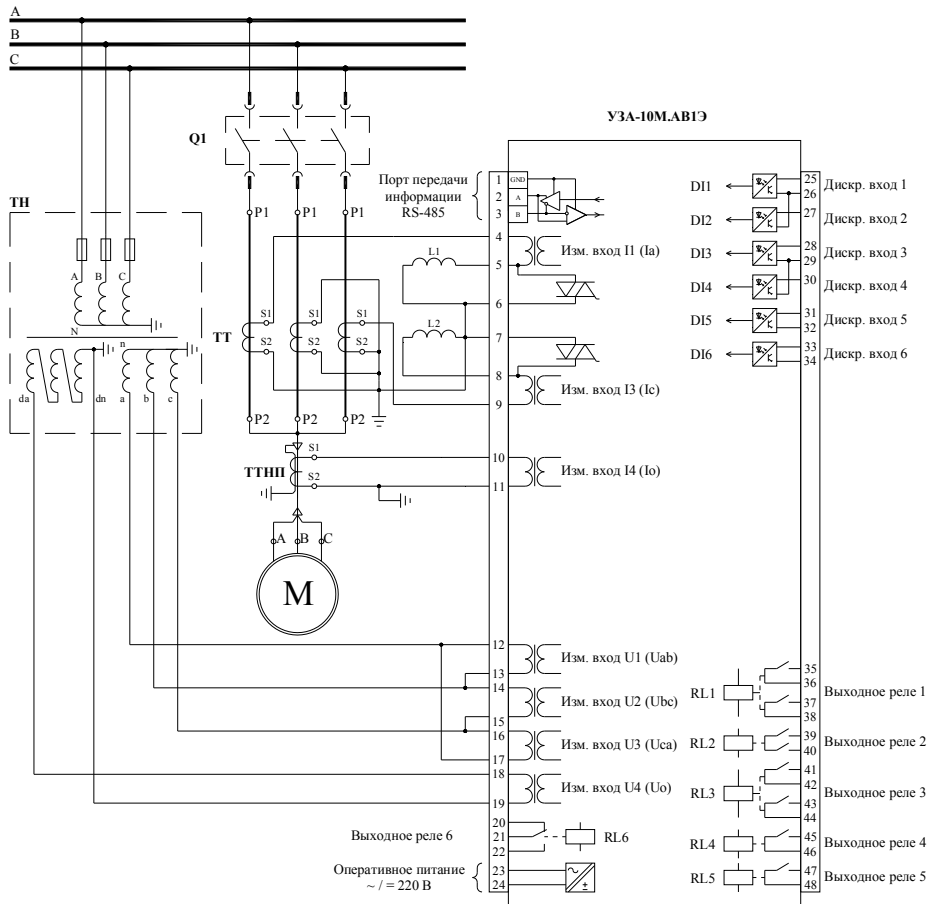 A
B
C
УЗА-10М.АВ1Э
Q1
Порт передачи
информации
RS-485
1 GND
2 A
3 B
DI1 25 Дискр. вход 1
26
DI2 27 Дискр. вход 2
DI3 28 Дискр. вход 3
29
DI4 30 Дискр. вход 4
DI5 31 Дискр. вход 5
32
DI6 33 Дискр. вход 6
34
ТН
P1 P1 P1
4 Изм. вход I1 (Ia)
L1
5
6
A B C
N
n
da dn a b c
ТТ
S1 S1 S1
S2 S2 S2
L2
7
8
Изм. вход I3 (Ic)
9
P2 P2 P2
ТТНП
S1
S2
10
Изм. вход I4 (Io)
11
A B C
М
12
Изм. вход U1 (Uab)
13
14
Изм. вход U2 (Ubc)
15
16
Изм. вход U3 (Uca)
17
18
Изм. вход U4 (Uo)
19
Выходное реле 6
20
21
22
RL6
Оперативное питание
~ / = 220 В
23
24
~
±
RL1
35
36
Выходное реле 1
37
38
RL2
39
Выходное реле 2
40
RL3
41
42
Выходное реле 3
43
44
RL4
45
Выходное реле 4
46
RL5
47
Выходное реле 5
48